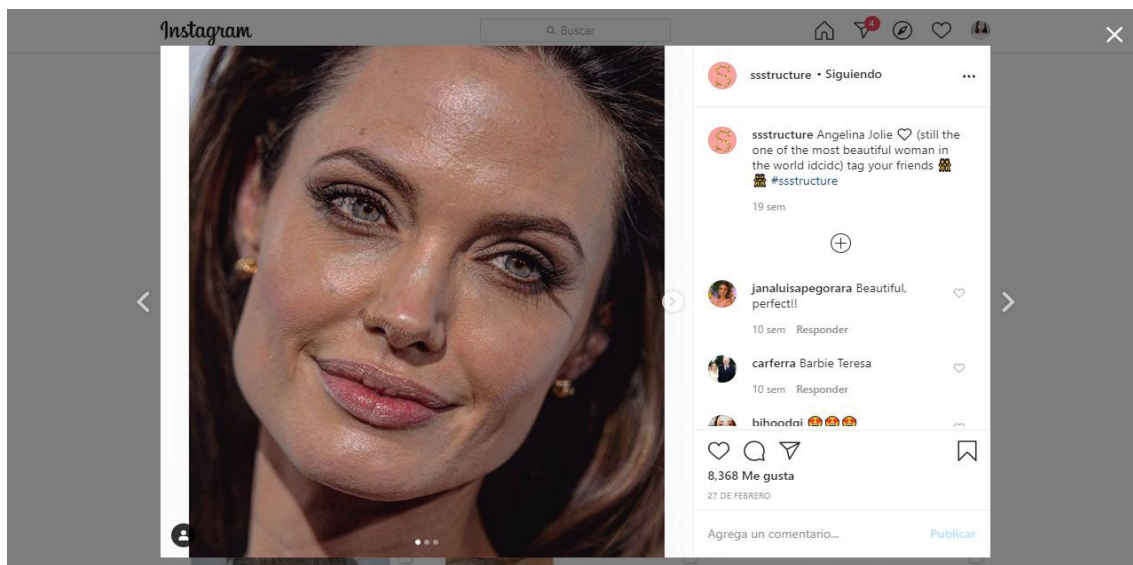 Instagram
Buscar
4
ssstructure • Siguiendo
ssstructure Angelina Jolie ♡ (still the
one of the most beautiful woman in
the world idcidc) tag your friends
#ssstructure
19 sem
janaluisapegorara Beautiful,
perfect!!
10 sem Responder
carferra Barbie Teresa
10 sem Responder
bihoodgi 🤩🤩🤩
8,368 Me gusta
27 DE FEBRERO
Agrega un comentario... Publicar